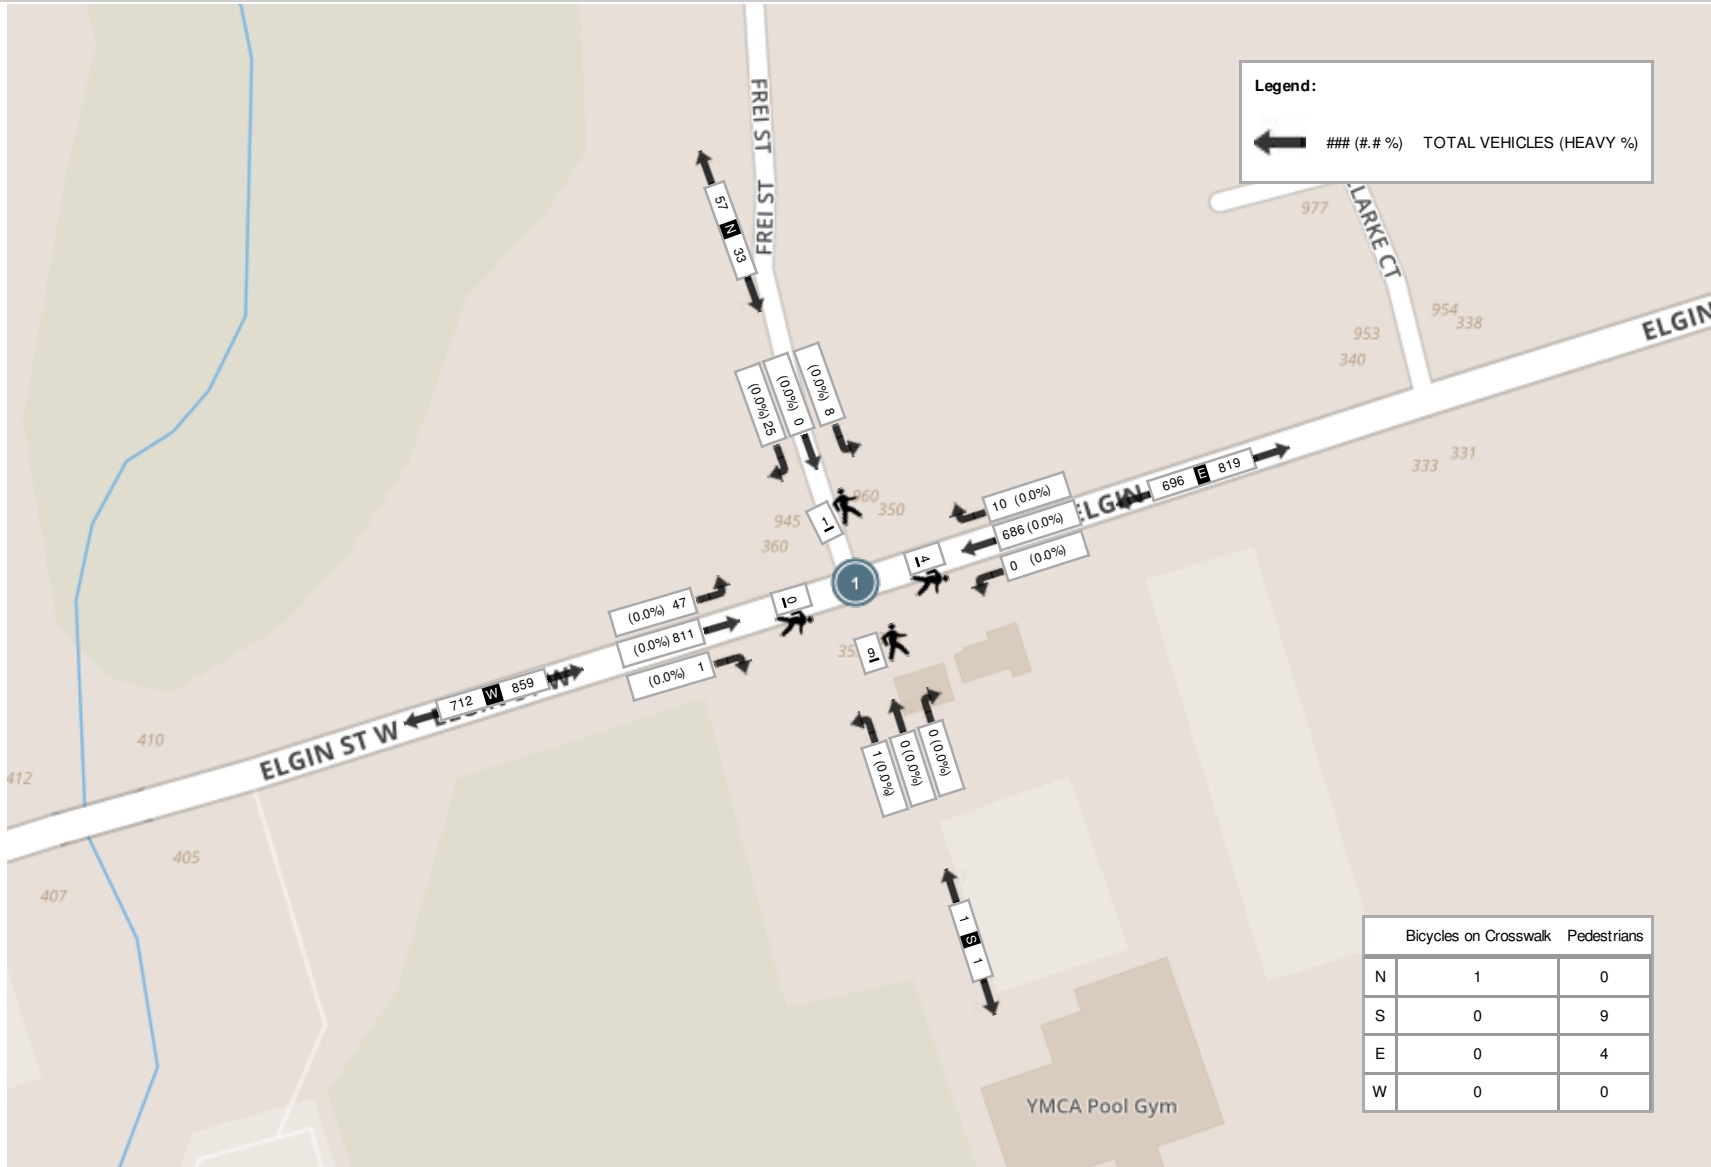 Legend:
### (#.# %) TOTAL VEHICLES (HEAVY %)
FREI ST
FREI ST
57 N 33
977
CLARKE CT
954
338
953
340
ELGIN
(0.0%) 25
(0.0%) 0
(0.0%) 8
331
333
696 E 819
ELGIN
10 (0.0%)
686 (0.0%)
0 (0.0%)
960
350
945
360
1
4
1
0
(0.0%) 47
(0.0%) 811
(0.0%) 1
9
712 W 859
ELGIN ST W
410
412
405
407
1 (0.0%)
0 (0.0%)
0 (0.0%)
1 S 1
YMCA Pool Gym
Bicycles on Crosswalk Pedestrians
N 1 0
S 0 9
E 0 4
W 0 0